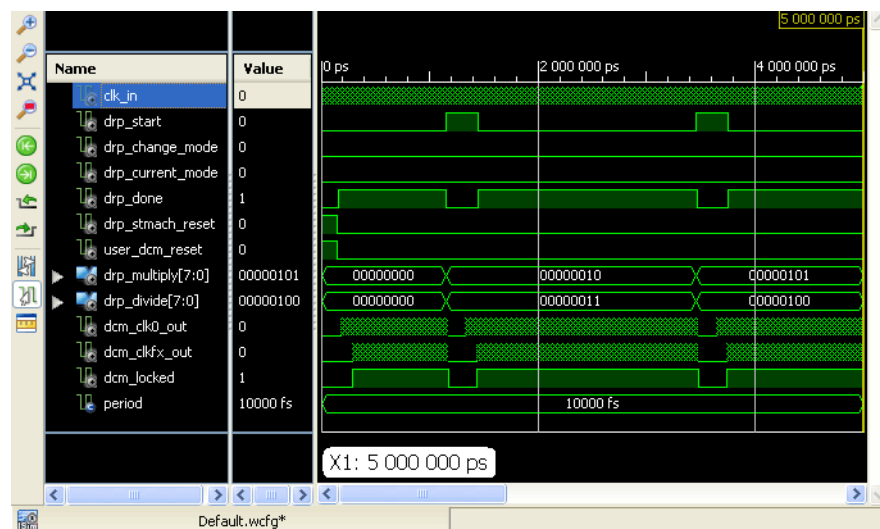 5 000 000 ps
Name Value 0 ps 2 000 000 ps 4 000 000 ps
clk_in 0
drp_start 0
drp_change_mode 0
drp_current_mode 0
drp_done 1
drp_stmach_reset 0
user_dcm_reset 0
drp_multiply[7:0] 00000101 00000000 00000010 00000101
drp_divide[7:0] 00000100 00000000 00000011 00000100
dcm_clk0_out 0
dcm_clkfx_out 0
dcm_locked 1
period 10000 fs 10000 fs
X1: 5 000 000 ps
Default.wcfg*